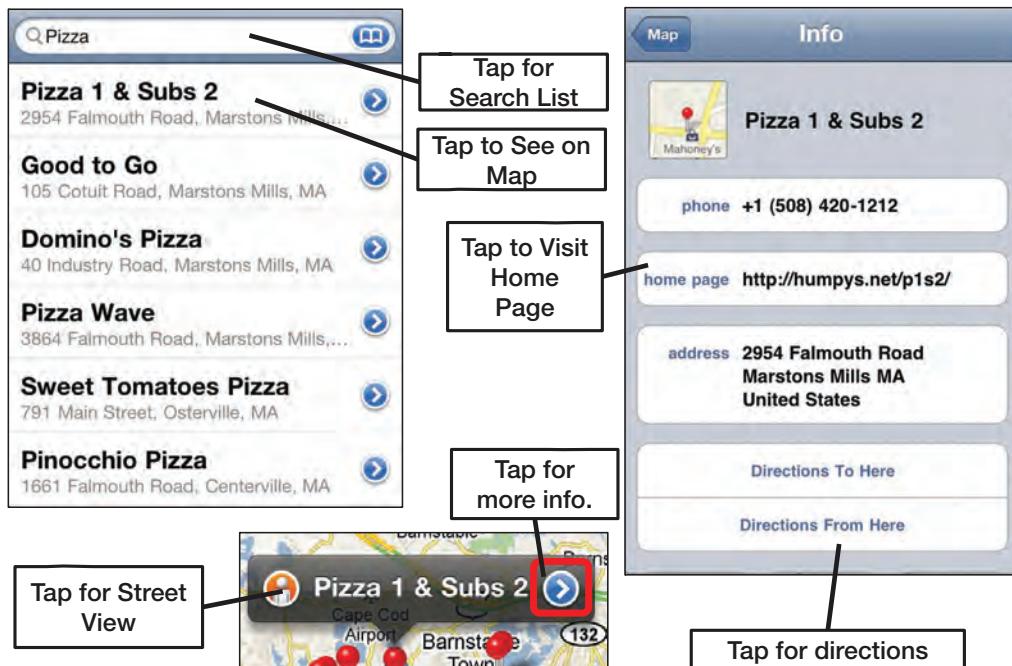 Pizza
Tap for
Search List
Pizza 1 & Subs 2
2954 Falmouth Road, Marstons Mills,...
Tap to See on
Map
Good to Go
105 Cotuit Road, Marstons Mills, MA
Domino's Pizza
40 Industry Road, Marstons Mills, MA
Pizza Wave
3864 Falmouth Road, Marstons Mills,...
Sweet Tomatoes Pizza
791 Main Street, Osterville, MA
Pinocchio Pizza
1661 Falmouth Road, Centerville, MA
Map
Info
Mahoney's
Pizza 1 & Subs 2
phone +1 (508) 420-1212
Tap to Visit
Home
Page
home page http://humpys.net/p1s2/
address 2954 Falmouth Road
Marstons Mills MA
United States
Directions To Here
Directions From Here
Tap for
more info.
Tap for Street
View
Pizza 1 & Subs 2
Cape Cod
Airport
Barnstable
Town
132
Tap for directions